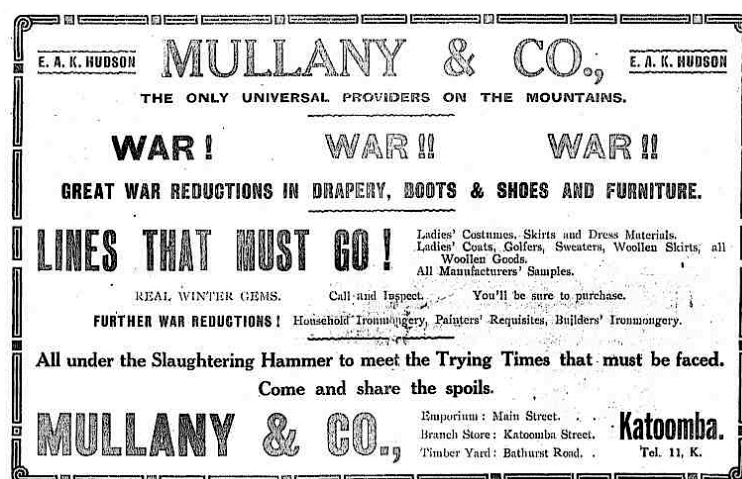 E. A. K. HUDSON MULLANY & CO., E. A. K. HUDSON
THE ONLY UNIVERSAL PROVIDERS ON THE MOUNTAINS.
WAR! WAR!! WAR!!
GREAT WAR REDUCTIONS IN DRAPERY, BOOTS & SHOES AND FURNITURE.
LINES THAT MUST GO!
Ladies' Costumes, Skirts and Dress Materials.
Ladies' Coats, Golfers, Sweaters, Woollen Skirts, all
Woollen Goods.
All Manufacturers' Samples.
REAL WINTER GEMS. Call and Inspect. You'll be sure to purchase.
FURTHER WAR REDUCTIONS! Household Ironmongery, Painters' Requisites, Builders' Ironmongery.
All under the Slaughtering Hammer to meet the Trying Times that must be faced.
Come and share the spoils.
MULLANY & CO.,
Emporium: Main Street. . .
Branch Store: Katoomba Street.
Timber Yard: Bathurst Road. . .
Katoomba.
Tel. 11, K.